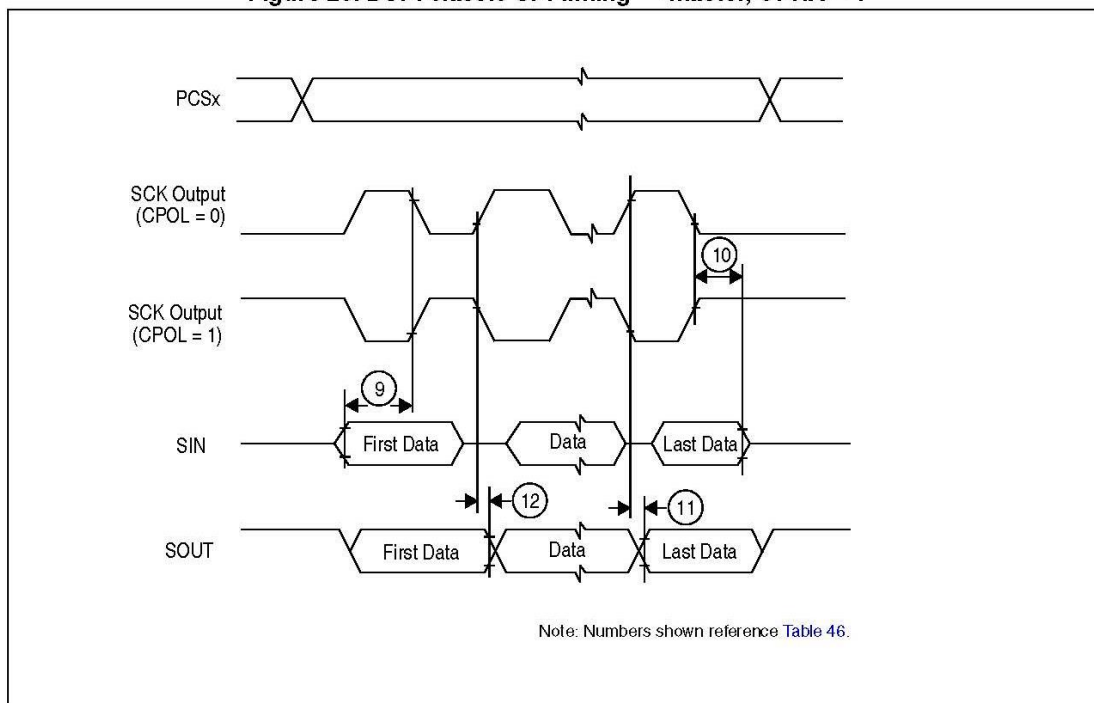 PCSx
SCK Output
(CPOL = 0)
10
SCK Output
(CPOL = 1)
9
SIN
First Data
Data
Last Data
12
11
SOUT
First Data
Data
Last Data
Note: Numbers shown reference Table 46.